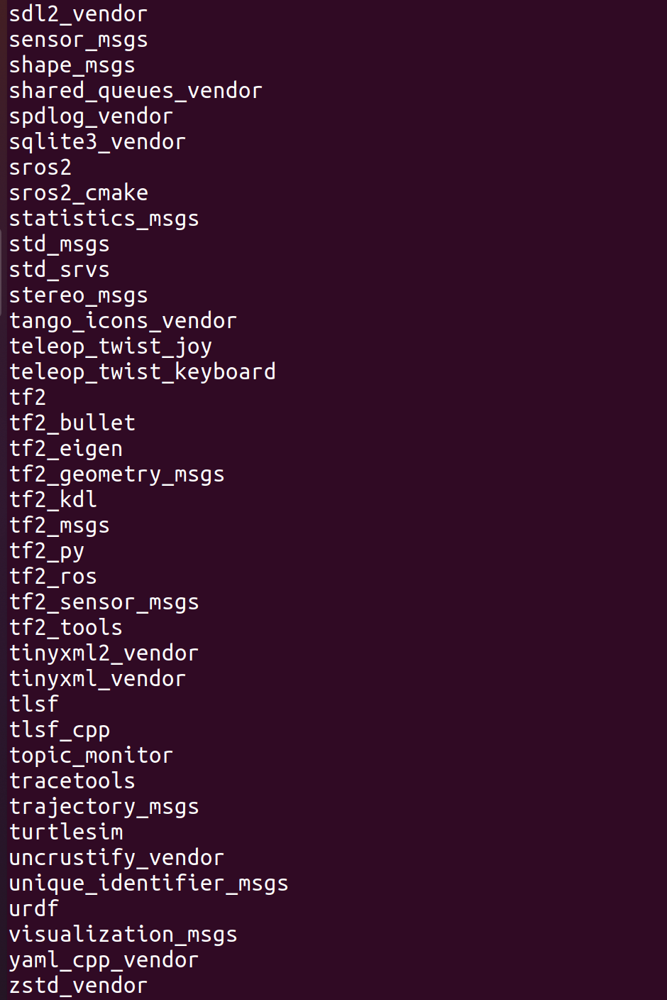 sdl2_vendor
sensor_msgs
shape_msgs
shared_queues_vendor
spdlog_vendor
sqlite3_vendor
sros2
sros2_cmake
statistics_msgs
std_msgs
std_srvs
stereo_msgs
tango_icons_vendor
teleop_twist_joy
teleop_twist_keyboard
tf2
tf2_bullet
tf2_eigen
tf2_geometry_msgs
tf2_kdl
tf2_msgs
tf2_py
tf2_ros
tf2_sensor_msgs
tf2_tools
tinyxml2_vendor
tinyxml_vendor
tlsf
tlsf_cpp
topic_monitor
tracetools
trajectory_msgs
turtlesim
uncrustify_vendor
unique_identifier_msgs
urdf
visualization_msgs
yaml_cpp_vendor
zstd_vendor